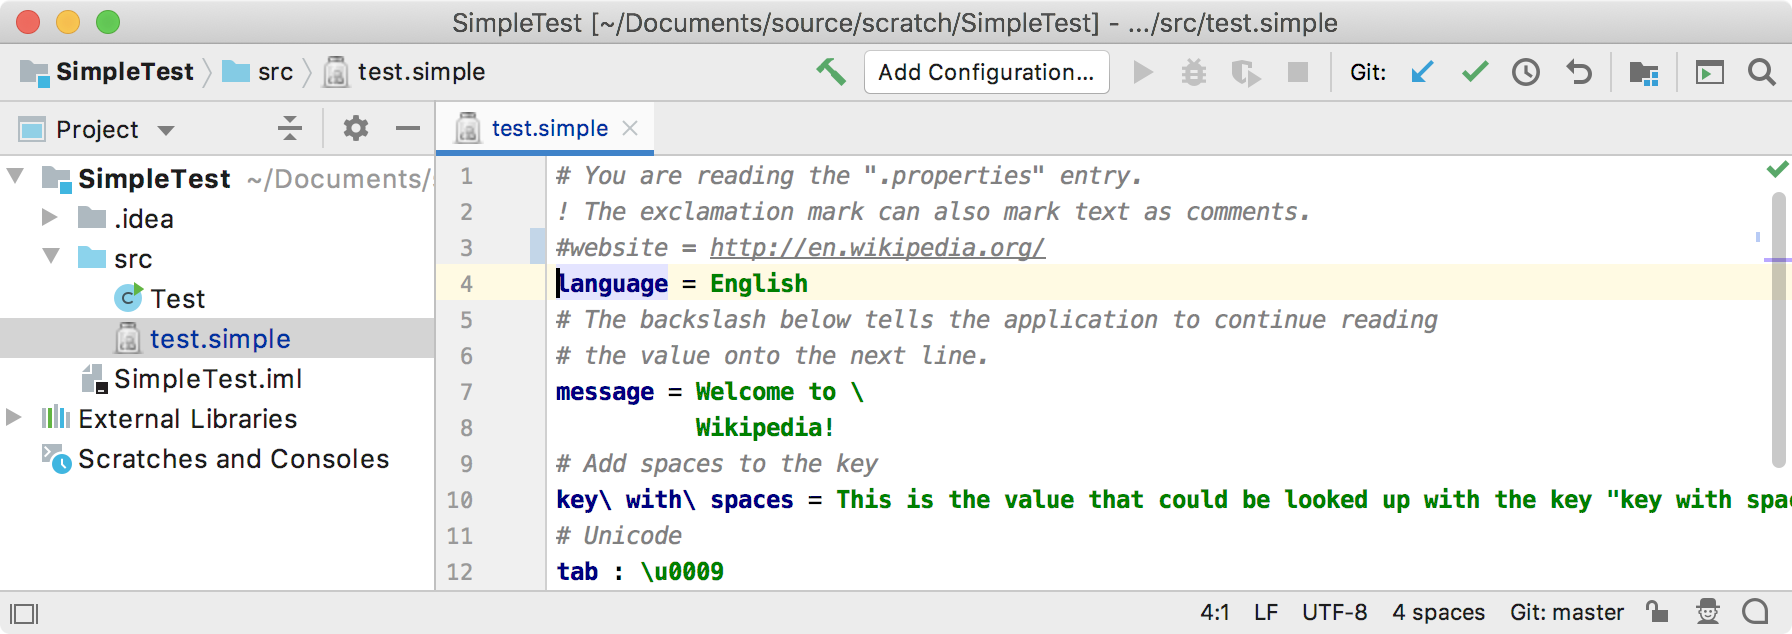 SimpleTest [~/Documents/source/scratch/SimpleTest] - .../src/test.simple
SimpleTest src test.simple Add Configuration... Git:
Project
test.simple
SimpleTest ~/Documents/
.idea
src
Test
test.simple
SimpleTest.iml
External Libraries
Scratches and Consoles
1 # You are reading the ".properties" entry.
2 ! The exclamation mark can also mark text as comments.
3 #website = http://en.wikipedia.org/
4 language = English
5 # The backslash below tells the application to continue reading
6 # the value onto the next line.
7 message = Welcome to \
8 Wikipedia!
9 # Add spaces to the key
10 key\ with\ spaces = This is the value that could be looked up with the key "key with spa
11 # Unicode
12 tab : \u0009
4:1 LF UTF-8 4 spaces Git: master